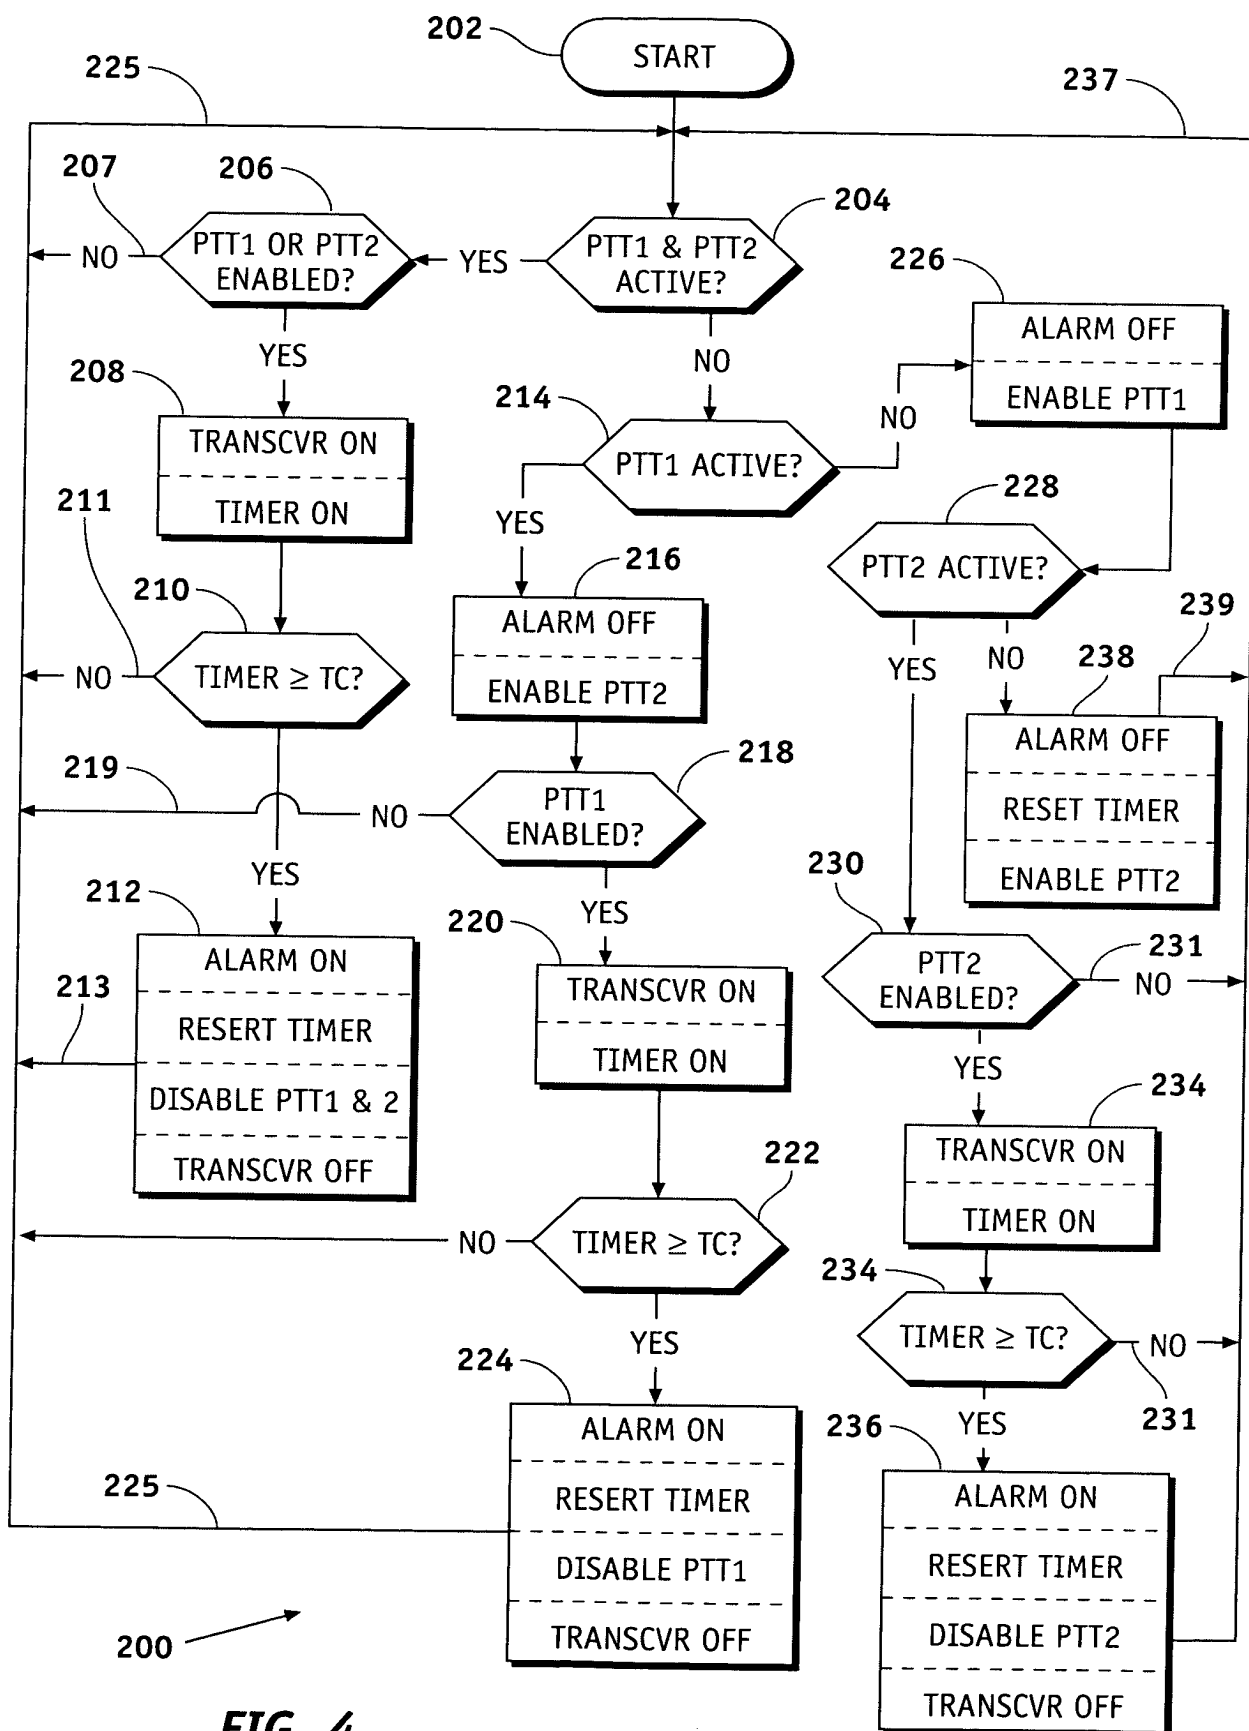 202
START
225
237
207
206
204
PTT1 OR PTT2
ENABLED?
NO
YES
PTT1 & PTT2
ACTIVE?
226
ALARM OFF
ENABLE PTT1
YES
NO
208
214
NO
TRANSCVR ON
TIMER ON
PTT1 ACTIVE?
211
YES
228
PTT2 ACTIVE?
210
216
ALARM OFF
ENABLE PTT2
239
NO
TIMER ≥ TC?
YES
NO
238
ALARM OFF
RESET TIMER
ENABLE PTT2
219
218
NO
PTT1
ENABLED?
YES
212
230
YES
220
PTT2
ENABLED?
231
NO
ALARM ON
RESERT TIMER
DISABLE PTT1 & 2
TRANSCVR OFF
213
TRANSCVR ON
TIMER ON
YES
234
TRANSCVR ON
TIMER ON
222
NO
TIMER ≥ TC?
234
TIMER ≥ TC?
NO
231
YES
224
YES
236
ALARM ON
RESERT TIMER
DISABLE PTT1
TRANSCVR OFF
225
ALARM ON
RESERT TIMER
DISABLE PTT2
TRANSCVR OFF
200
FIG. 4